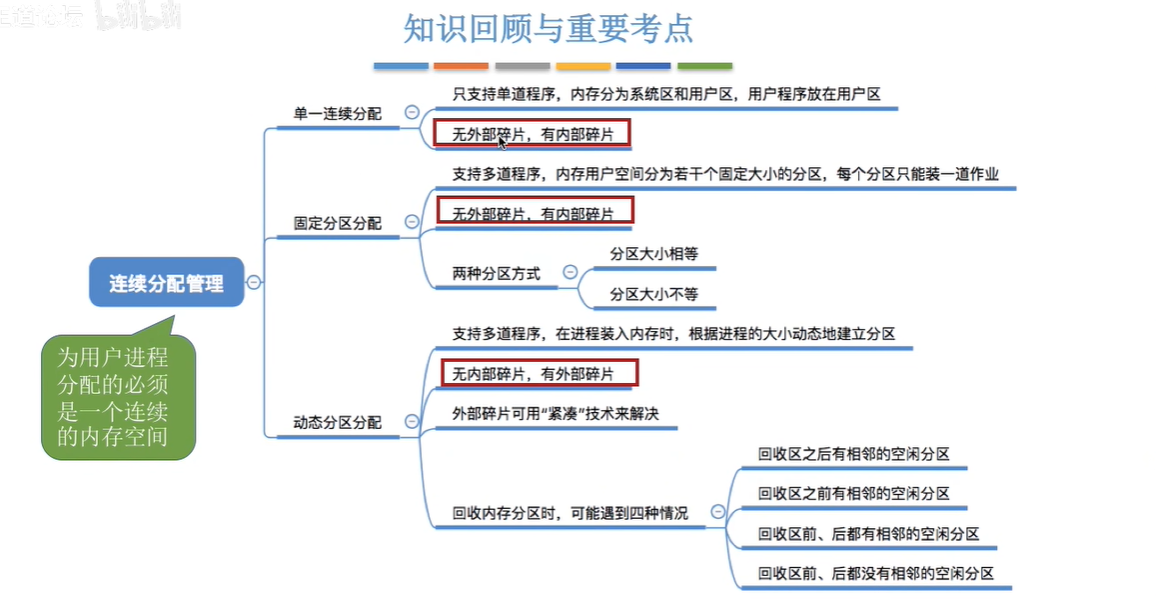 bilibili
知识回顾与重要考点
单一连续分配
只支持单道程序，内存分为系统区和用户区，用户程序放在用户区
无外部碎片，有内部碎片
固定分区分配
支持多道程序，内存用户空间分为若干个固定大小的分区，每个分区只能装一道作业
无外部碎片，有内部碎片
两种分区方式
分区大小相等
分区大小不等
连续分配管理
为用户进程
分配的必须
是一个连续
的内存空间
动态分区分配
支持多道程序，在进程装入内存时，根据进程的大小动态地建立分区
无内部碎片，有外部碎片
外部碎片可用“紧凑”技术来解决
回收内存分区时，可能遇到四种情况
回收区之后有相邻的空闲分区
回收区之前有相邻的空闲分区
回收区前、后都有相邻的空闲分区
回收区前、后都没有相邻的空闲分区